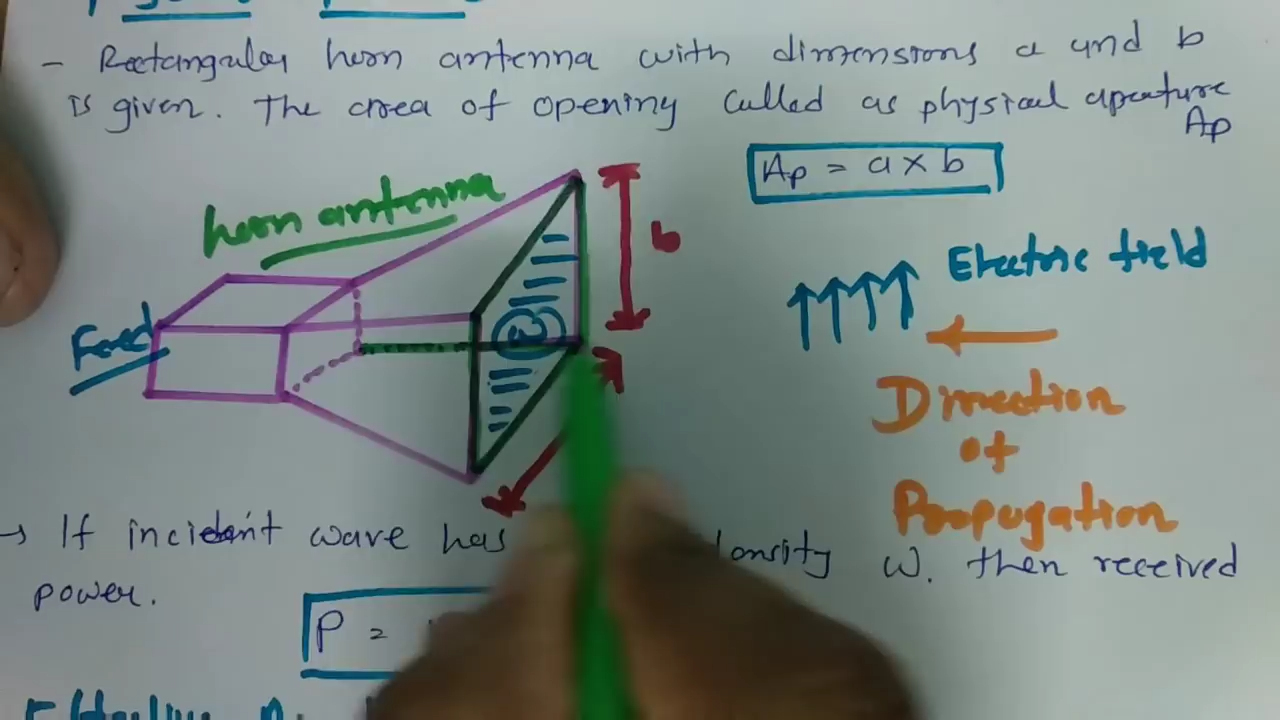 - Rectangular horn antenna with dimensions a and b
is given. The area of opening called as physical aperture
Ap
Ap = a x b
horn antenna
b
Electric field
Feed
Direction
of
Propagation
→ If incident wave has density W. then received
power.
P =